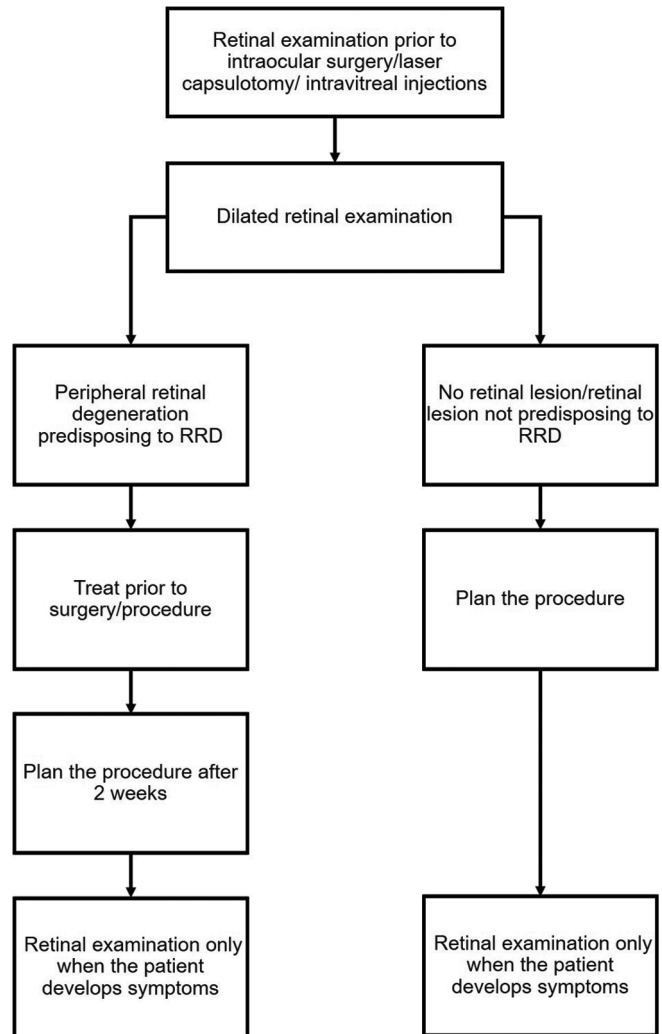 Retinal examination prior to
intraocular surgery/laser
capsulotomy/ intravitreal injections
Dilated retinal examination
Peripheral retinal
degeneration
predisposing to RRD
No retinal lesion/retinal
lesion not predisposing to
RRD
Treat prior to
surgery/procedure
Plan the procedure
Plan the procedure after
2 weeks
Retinal examination only
when the patient
develops symptoms
Retinal examination only
when the patient
develops symptoms